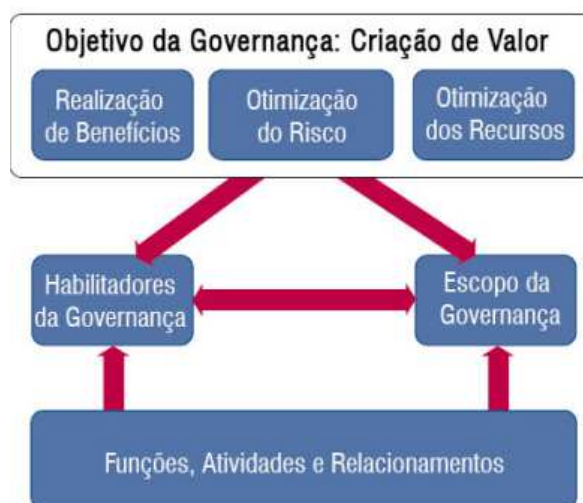 Objetivo da Governança: Criação de Valor
Realização
de Benefícios
Otimização
do Risco
Otimização
dos Recursos
Habilitadores
da Governança
Escopo da
Governança
Funções, Atividades e Relacionamentos